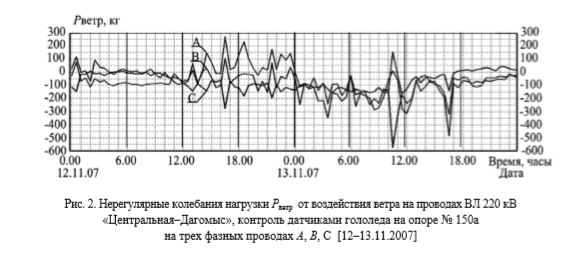 Pветр, кг
300 300
200 A 200
100 B 100
0 0
-100 -100
-200 C -200
-300 -300
-400 -400
-500 -500
-600 -600
0.00 6.00 12.00 18.00 0.00 6.00 12.00 18.00 Время, часы
12.11.07 13.11.07 Дата
Рис. 2. Нерегулярные колебания нагрузки Pветр от воздействия ветра на проводах ВЛ 220 кВ
«Центральная–Дагомыс», контроль датчиками гололеда на опоре № 150а
на трех фазных проводах A, B, C [12–13.11.2007]